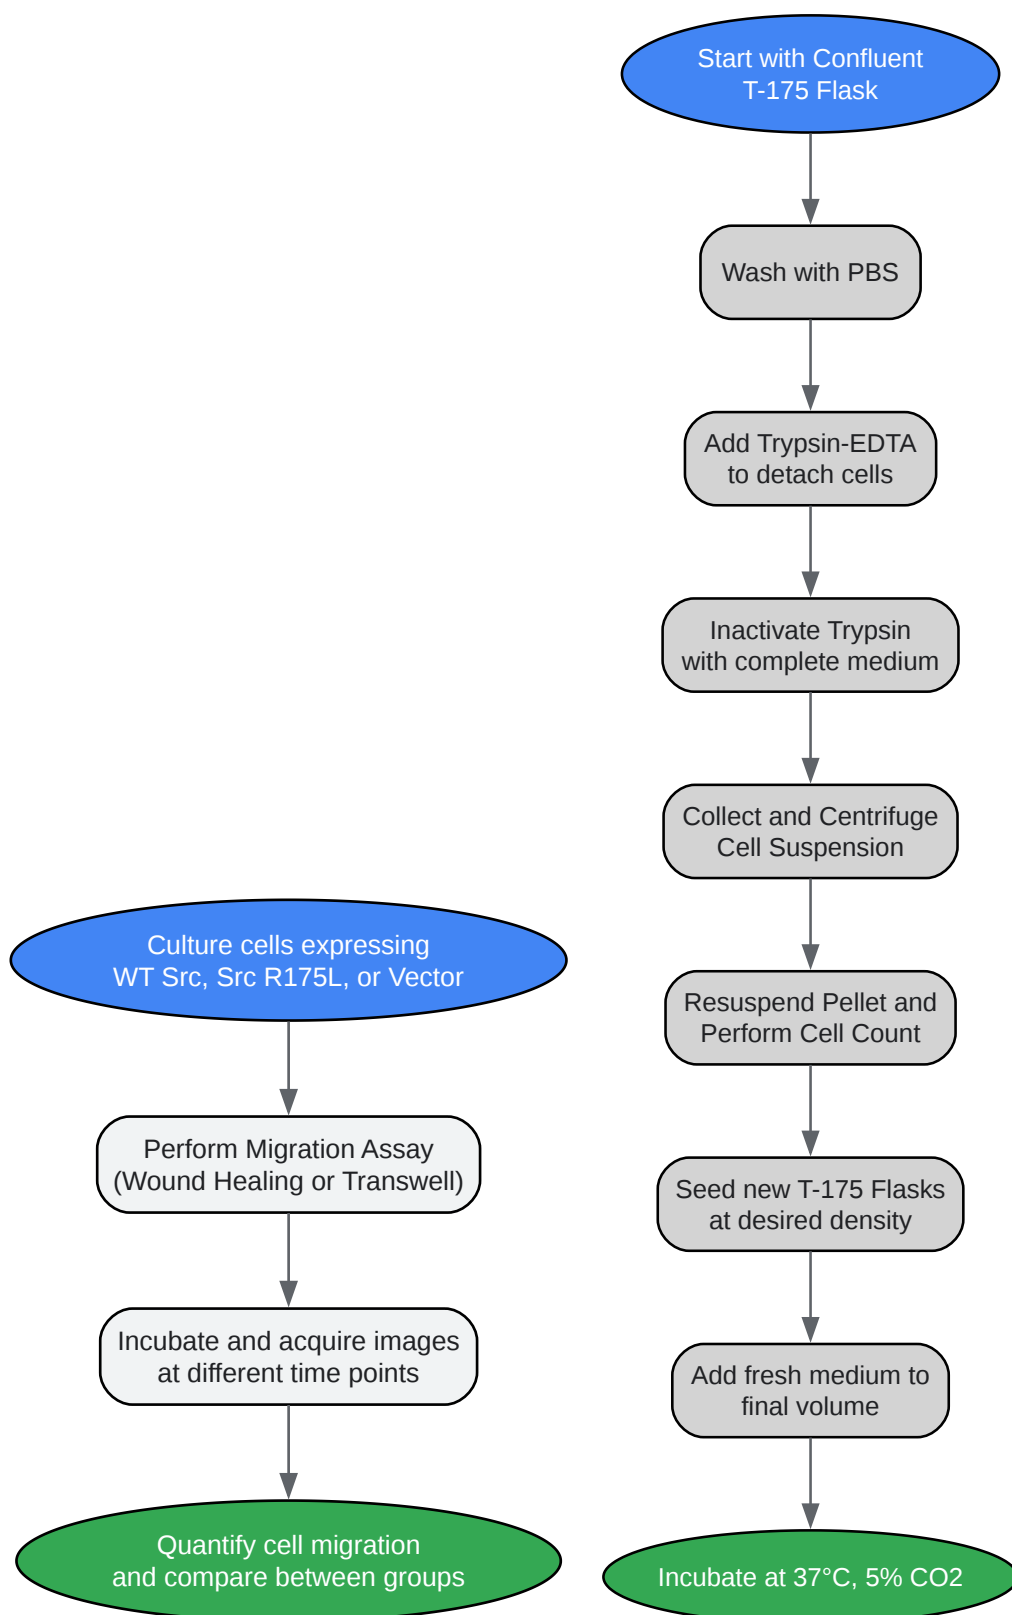 Start with Confluent
T-175 Flask
Wash with PBS
Add Trypsin-EDTA
to detach cells
Inactivate Trypsin
with complete medium
Collect and Centrifuge
Cell Suspension
Resuspend Pellet and
Perform Cell Count
Seed new T-175 Flasks
at desired density
Add fresh medium to
final volume
Incubate at 37°C, 5% CO2
Culture cells expressing
WT Src, Src R175L, or Vector
Perform Migration Assay
(Wound Healing or Transwell)
Incubate and acquire images
at different time points
Quantify cell migration
and compare between groups